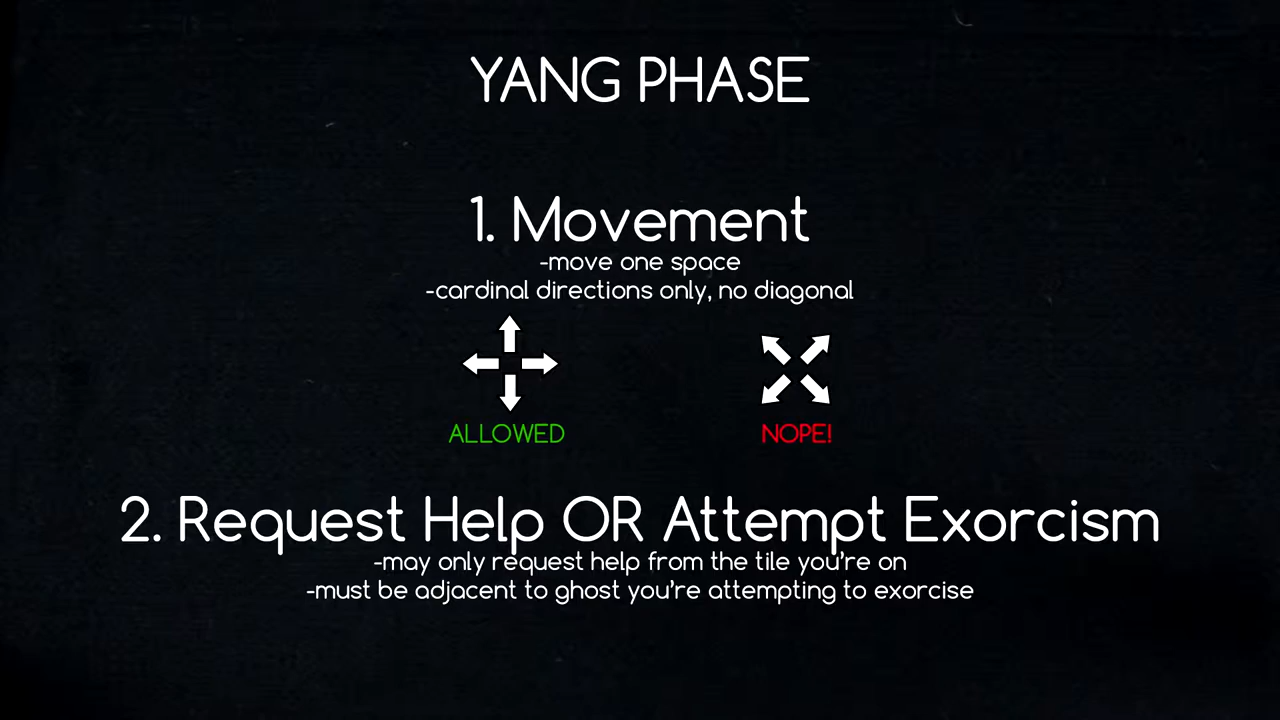 YANG PHASE
1. Movement
-move one space
-cardinal directions only, no diagonal
ALLOWED
NOPE!
2. Request Help OR Attempt Exorcism
-may only request help from the tile you're on
-must be adjacent to ghost you're attempting to exorcise